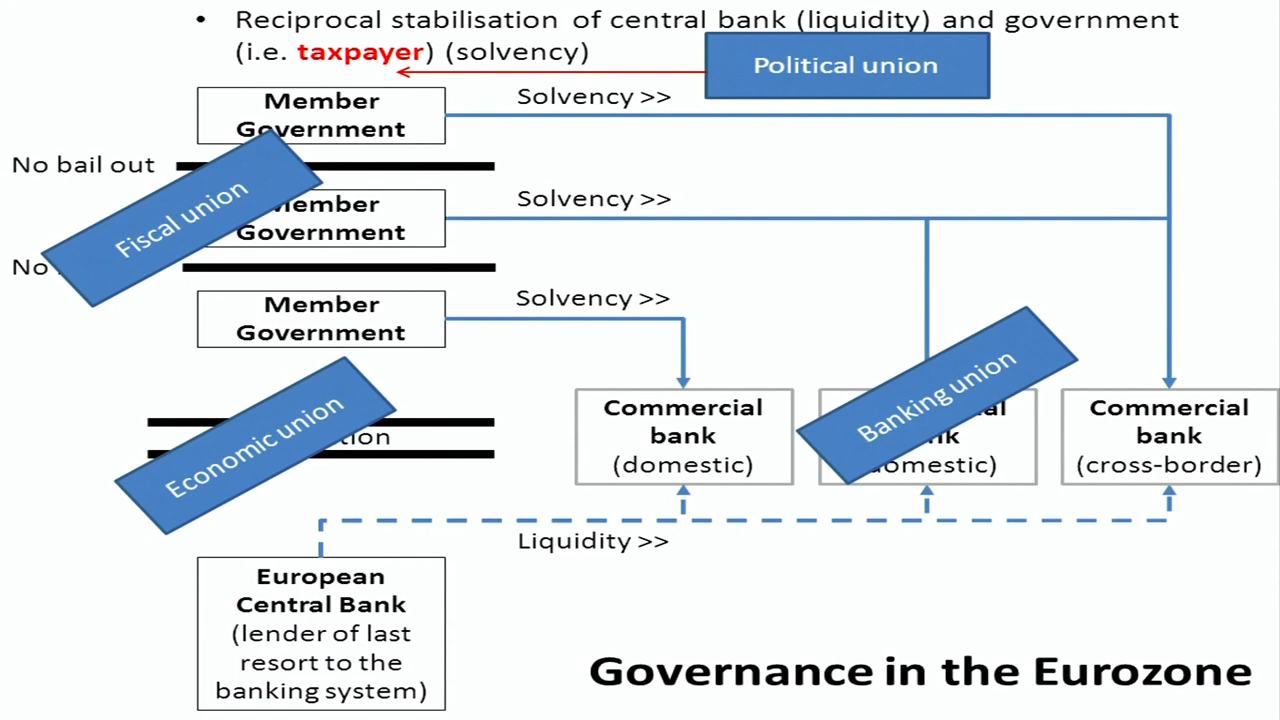 • Reciprocal stabilisation of central bank (liquidity) and government
(i.e. taxpayer) (solvency)
Political union
Member
Government
Solvency >>
No bail out
Fiscal union
Member
Government
Solvency >>
No
Member
Government
Solvency >>
Economic union
Banking union
Commercial
bank
(domestic)
(domestic)
Commercial
bank
(cross-border)
Liquidity >>
European
Central Bank
(lender of last
resort to the
banking system)
Governance in the Eurozone